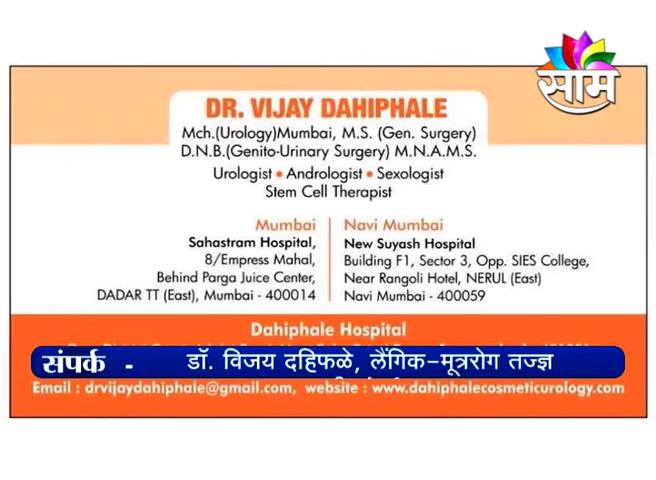 साम
DR. VIJAY DAHIPHALE
Mch.(Urology)Mumbai, M.S. (Gen. Surgery)
D.N.B.(Genito-Urinary Surgery) M.N.A.M.S.
Urologist • Andrologist • Sexologist
Stem Cell Therapist
Mumbai
Sahastram Hospital,
8/Empress Mahal,
Behind Parga Juice Center,
DADAR TT (East), Mumbai - 400014
Navi Mumbai
New Suyash Hospital
Building F1, Sector 3, Opp. SIES College,
Near Rangoli Hotel, NERUL (East)
Navi Mumbai - 400059
Dahiphale Hospital
संपर्क - डॉ. विजय दहिफळे, लैंगिक-मूत्ररोग तज्ज्ञ
Email : drvijaydahiphale@gmail.com, website : www.dahiphalecosmeticurology.com